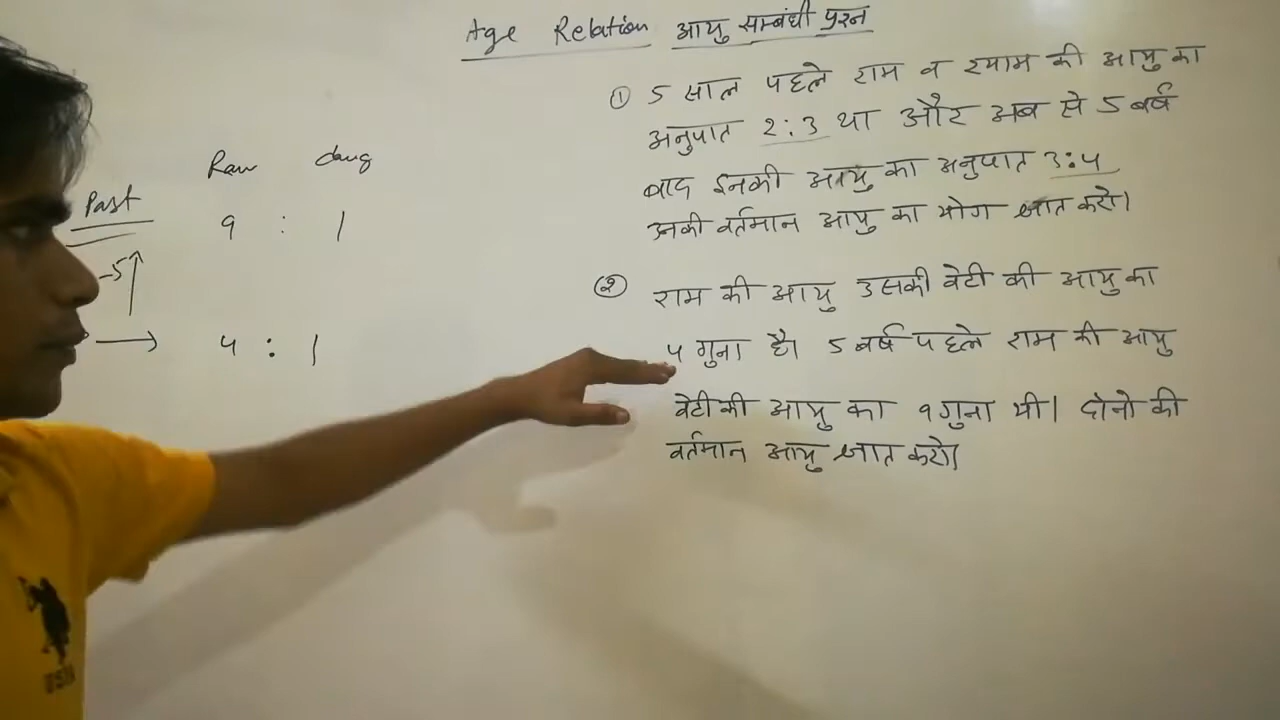 Age Relation आयु सम्बंधी प्रश्न
① 5 साल पहले राम व श्याम की आयु का
अनुपात 2:3 था और अब से 5 वर्ष
बाद इनकी आयु का अनुपात 3:4
उनकी वर्तमान आयु का योग ज्ञात करो।
② राम की आयु उसकी बेटी की आयु का
4 गुना है। 5 वर्ष पहले राम की आयु
बेटी की आयु का 9 गुना थी। दोनो की
वर्तमान आयु ज्ञात करो।
Ram daug
Past 9 : 1
-5
4 : 1